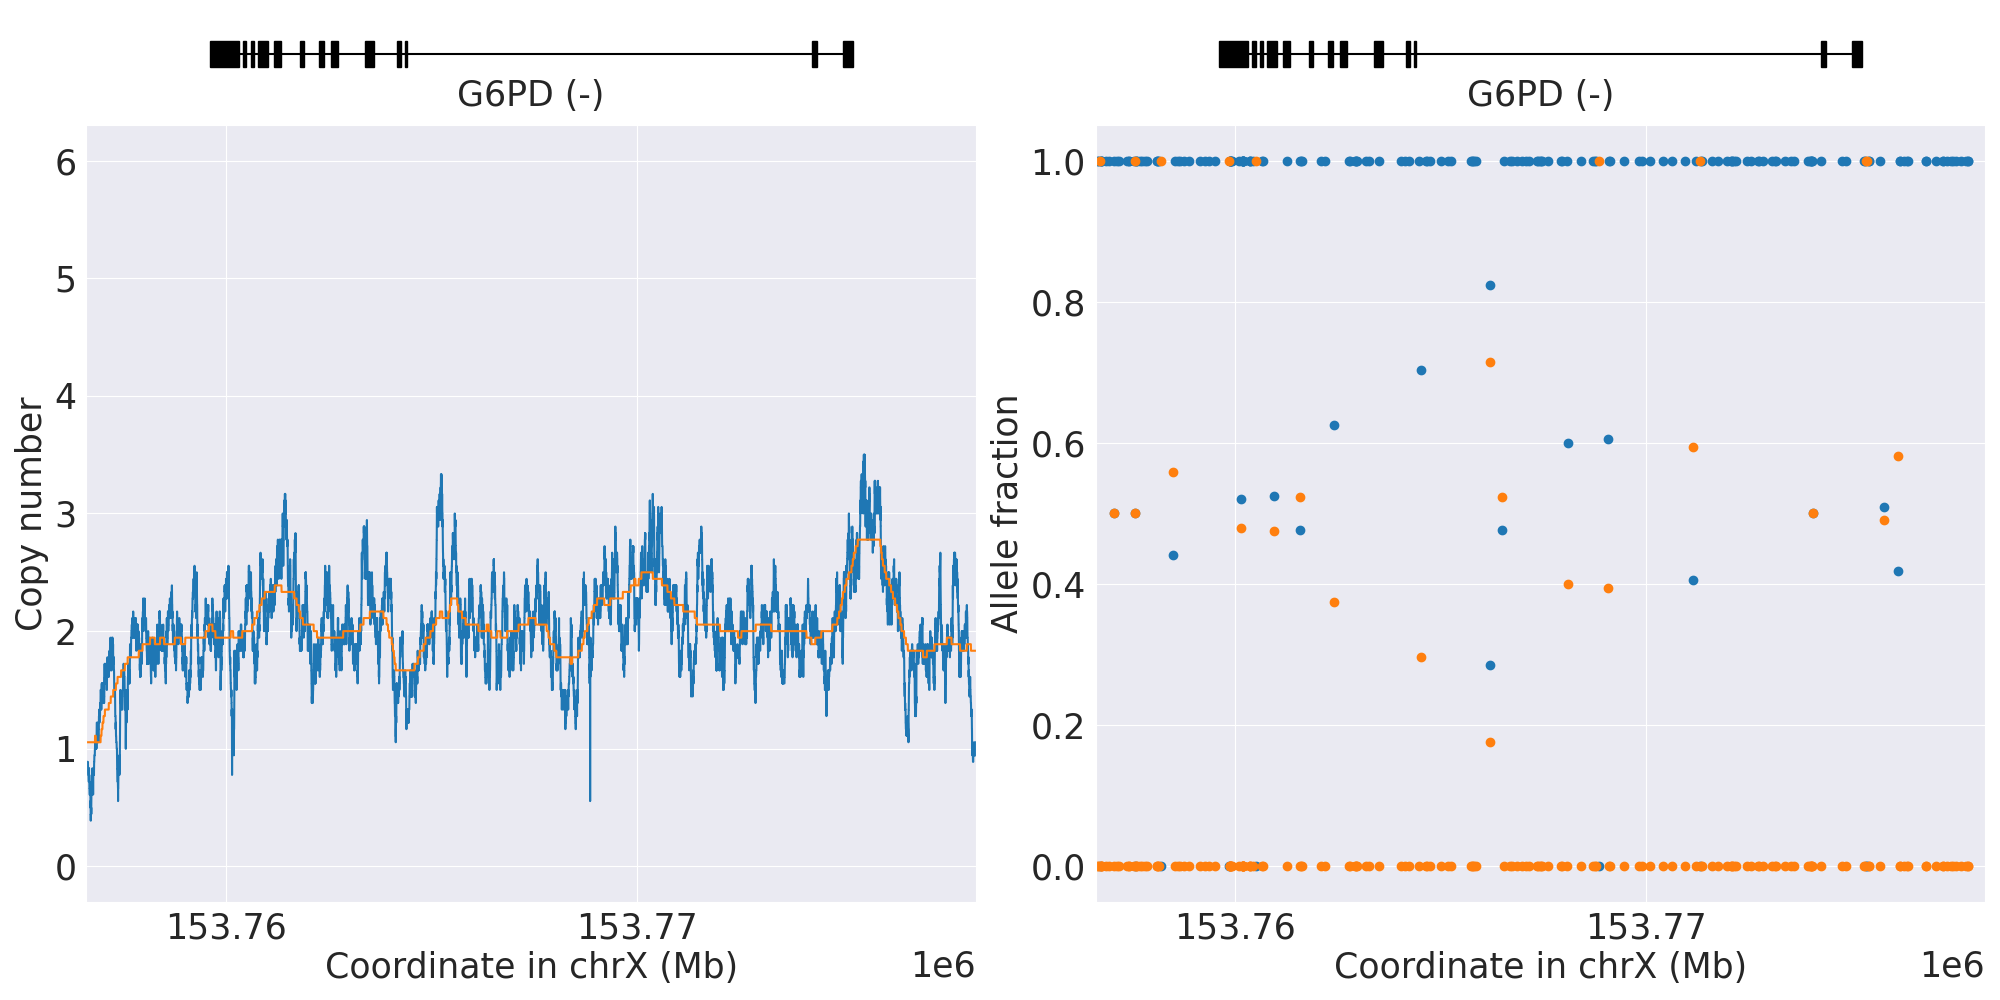 G6PD (-)
6
5
4
3
2
1
0
Copy number
153.76
153.77
Coordinate in chrX (Mb)
1e6
G6PD (-)
1.0
0.8
0.6
0.4
0.2
0.0
Allele fraction
153.76
153.77
Coordinate in chrX (Mb)
1e6